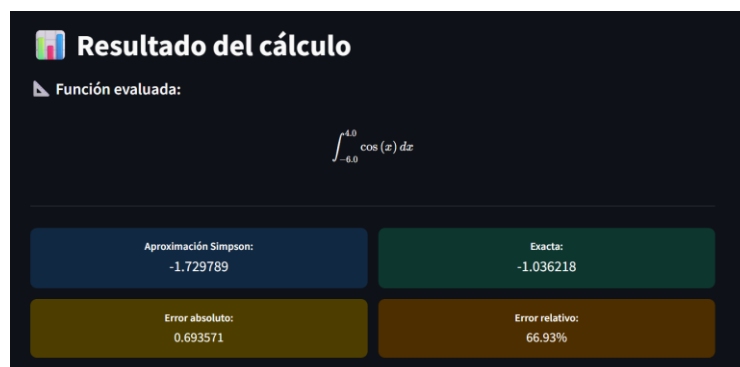 Resultado del cálculo
Función evaluada:
∫_{-6.0}^{4.0} cos (x) dx
Aproximación Simpson:
-1.729789
Exacta:
-1.036218
Error absoluto:
0.693571
Error relativo:
66.93%